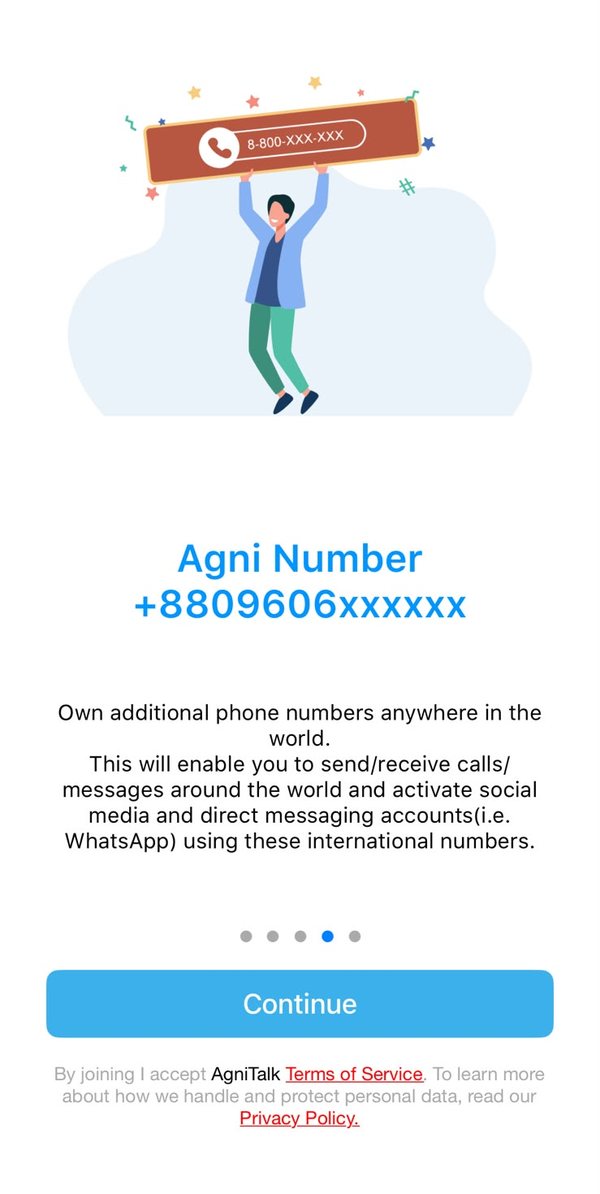 8-800-XXX-XXX
Agni Number
+8809606xxxxxx
Own additional phone numbers anywhere in the
world.
This will enable you to send/receive calls/
messages around the world and activate social
media and direct messaging accounts(i.e.
WhatsApp) using these international numbers.
Continue
By joining I accept AgniTalk Terms of Service. To learn more
about how we handle and protect personal data, read our
Privacy Policy.